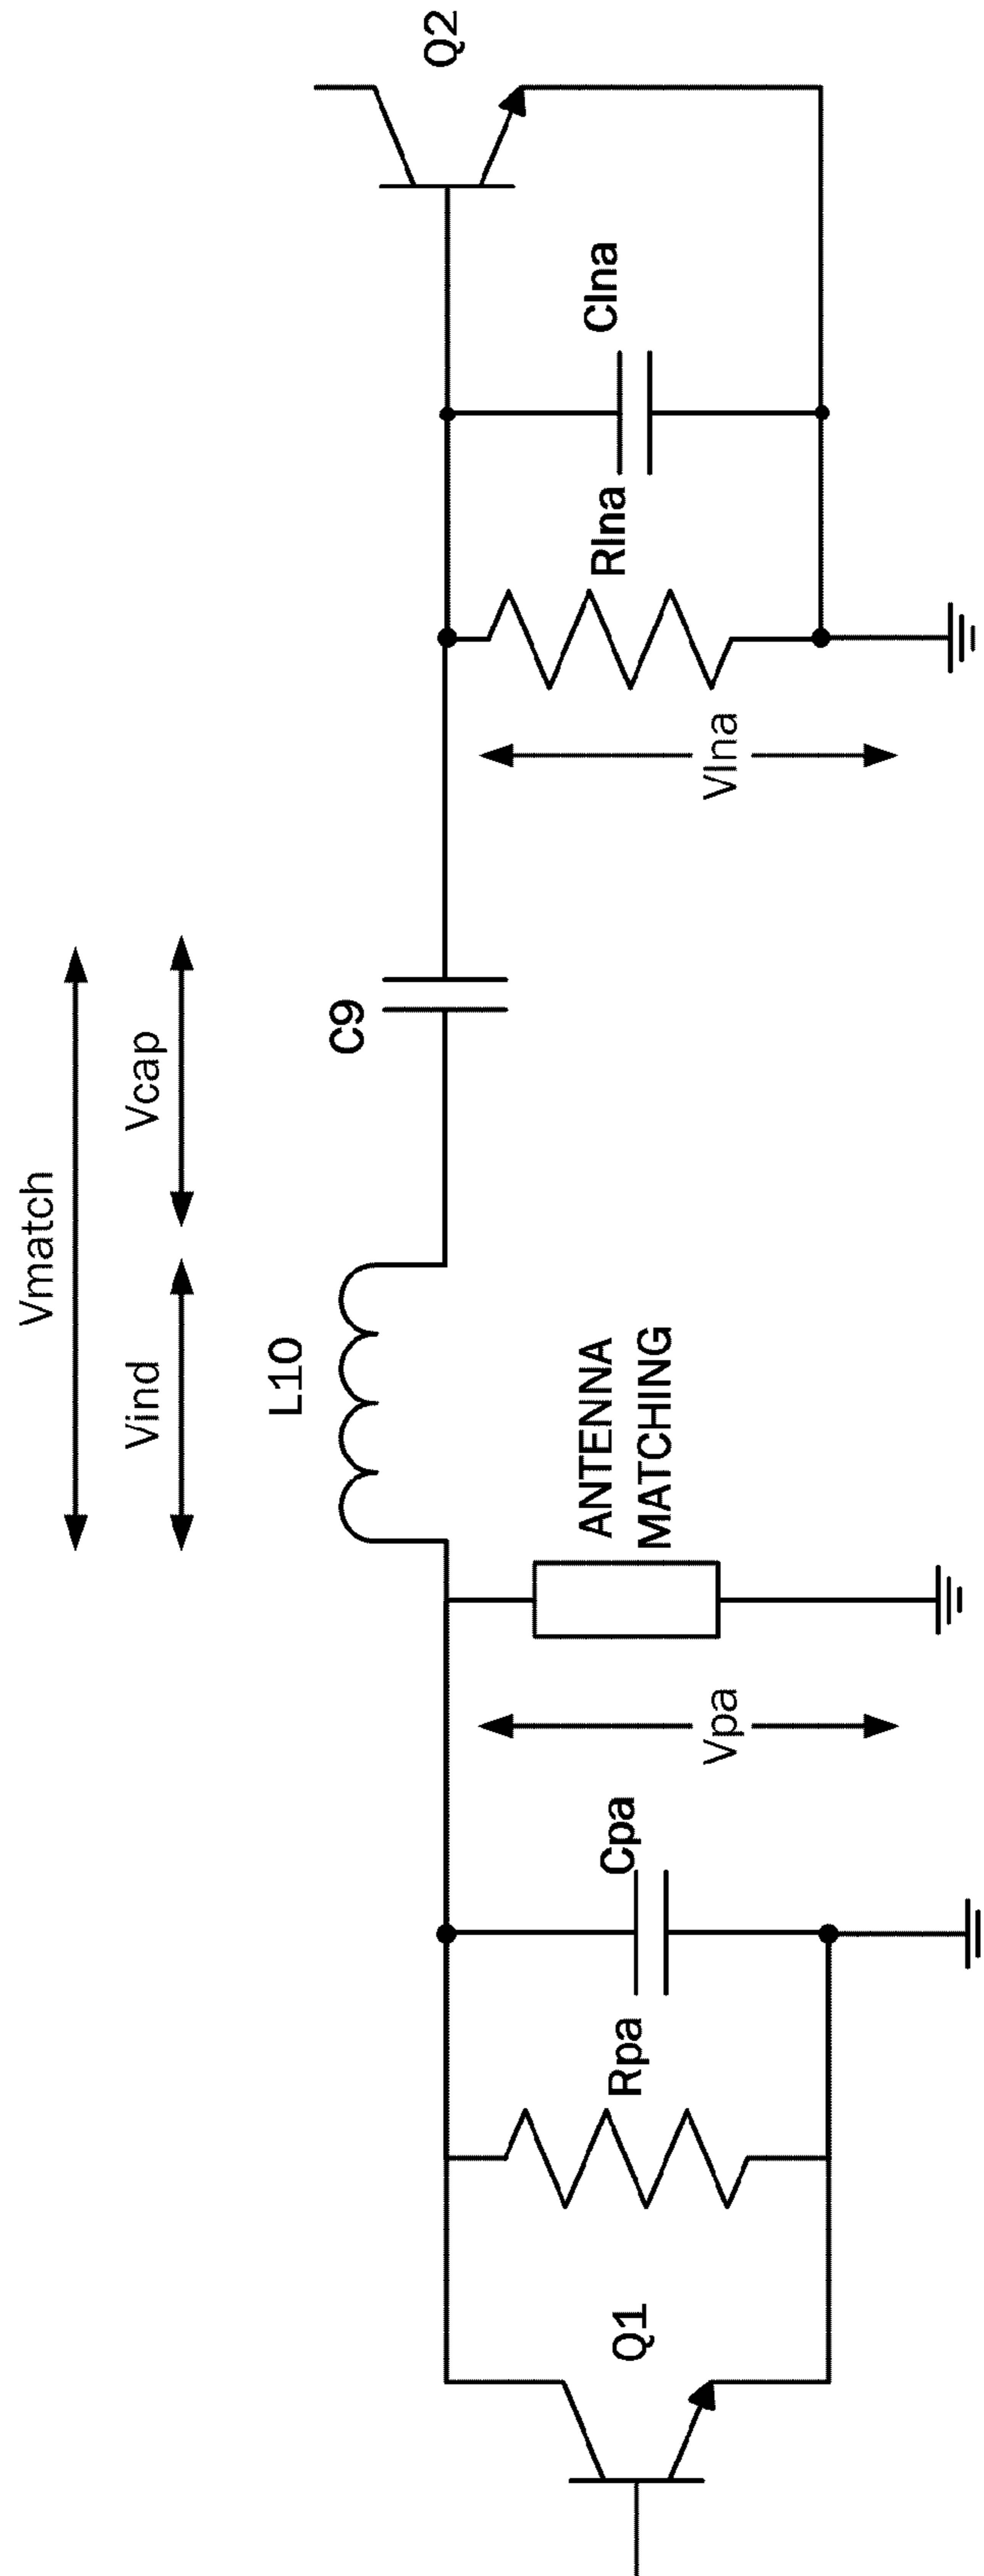 Vmatch
Vind
Vcap
L10
C9
Q2
Q1
Rpa
Cpa
Vpa
ANTENNA
MATCHING
Vlna
Rlna
Clna